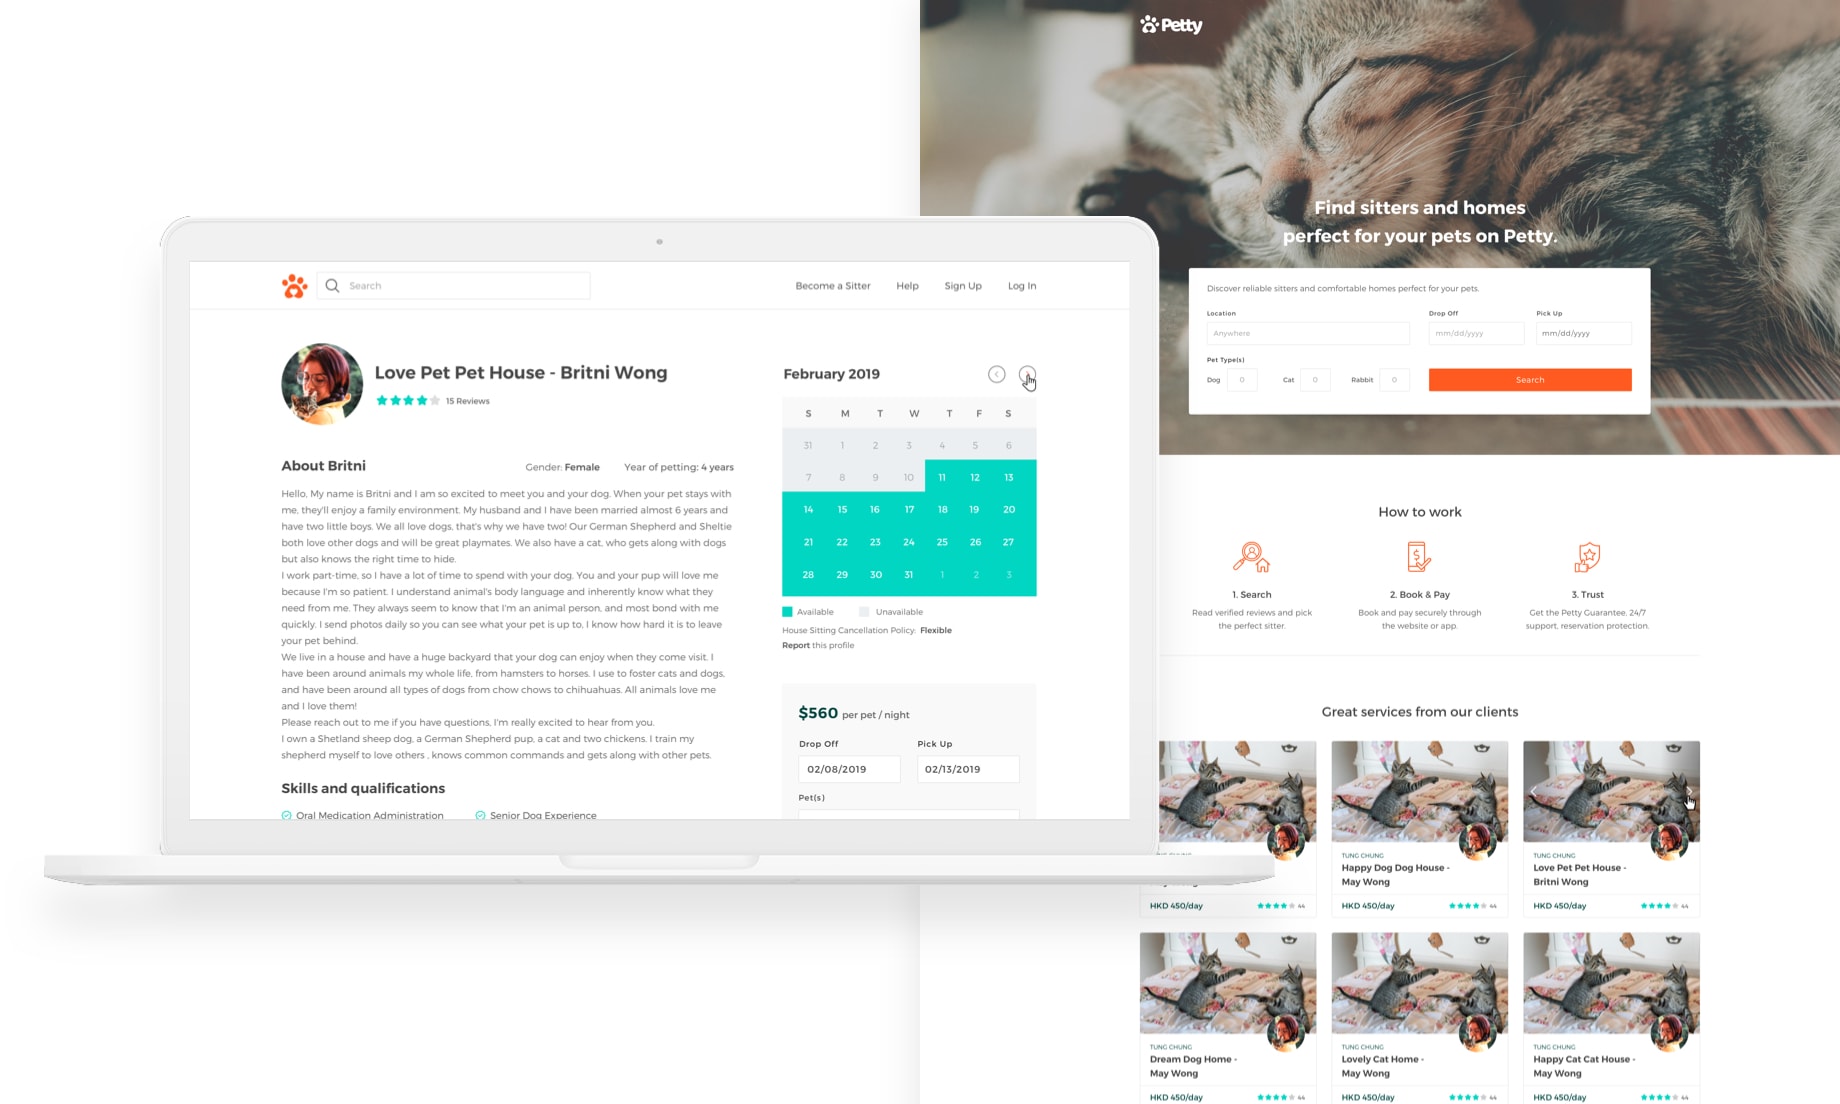 Petty
Find sitters and homes
perfect for your pets on Petty.
Discover reliable sitters and comfortable homes perfect for your pets.
Location
Drop Off
Pick Up
Anywhere
mm/dd/yyyy
mm/dd/yyyy
Pet Type(s)
Dog 0 Cat 0 Rabbit 0
Search
Search
Become a Sitter Help Sign Up Log In
Love Pet Pet House - Britni Wong
15 Reviews
About Britni
Gender: Female Year of petting: 4 years
Hello, My name is Britni and I am so excited to meet you and your dog. When your pet stays with
me, they'll enjoy a family environment. My husband and I have been married almost 6 years and
have two little boys. We all love dogs, that's why we have two! Our German Shepherd and Sheltie
both love other dogs and will be great playmates. We also have a cat, who gets along with dogs
but also knows the right time to hide.
I work part-time, so I have a lot of time to spend with your dog. You and your pup will love me
because I'm so patient. I understand animal's body language and inherently know what they
need from me. They always seem to know that I'm an animal person, and most bond with me
quickly. I send photos daily so you can see what your pet is up to, I know how hard it is to leave
your pet behind.
We live in a house and have a huge backyard that your dog can enjoy when they come visit. I
have been around animals my whole life, from hamsters to horses. I use to foster cats and dogs,
and have been around all types of dogs from chow chows to chihuahuas. All animals love me
and I love them!
Please reach out to me if you have questions, I'm really excited to hear from you.
I own a Shetland sheep dog, a German Shepherd pup, a cat and two chickens. I train my
shepherd myself to love others , knows common commands and gets along with other pets.
Skills and qualifications
Oral Medication Administration
Senior Dog Experience
February 2019
S M T W T F S
31 1 2 3 4 5 6
7 8 9 10 11 12 13
14 15 16 17 18 19 20
21 22 23 24 25 26 27
28 29 30 31 1 2 3
Available Unavailable
House Sitting Cancellation Policy: Flexible
Report this profile
$560 per pet / night
Drop Off Pick Up
02/08/2019 02/13/2019
Pet(s)
How to work
1. Search
Read verified reviews and pick
the perfect sitter.
2. Book & Pay
Book and pay securely through
the website or app.
3. Trust
Get the Petty Guarantee, 24/7
support, reservation protection.
Great services from our clients
HKD 450/day
44
TUNG CHUNG
Happy Dog Dog House -
May Wong
HKD 450/day
44
TUNG CHUNG
Love Pet Pet House -
Britni Wong
HKD 450/day
44
TUNG CHUNG
Dream Dog Home -
May Wong
HKD 450/day
44
TUNG CHUNG
Lovely Cat Home -
May Wong
HKD 450/day
44
TUNG CHUNG
Happy Cat Cat House -
May Wong
HKD 450/day
44